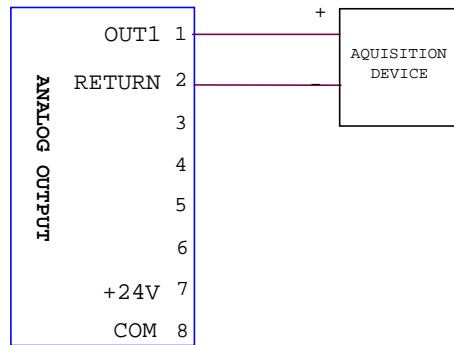 +
OUT1 1
AQUISITION
DEVICE
RETURN 2
-
3
4
5
6
+24V 7
COM 8
ANALOG OUTPUT